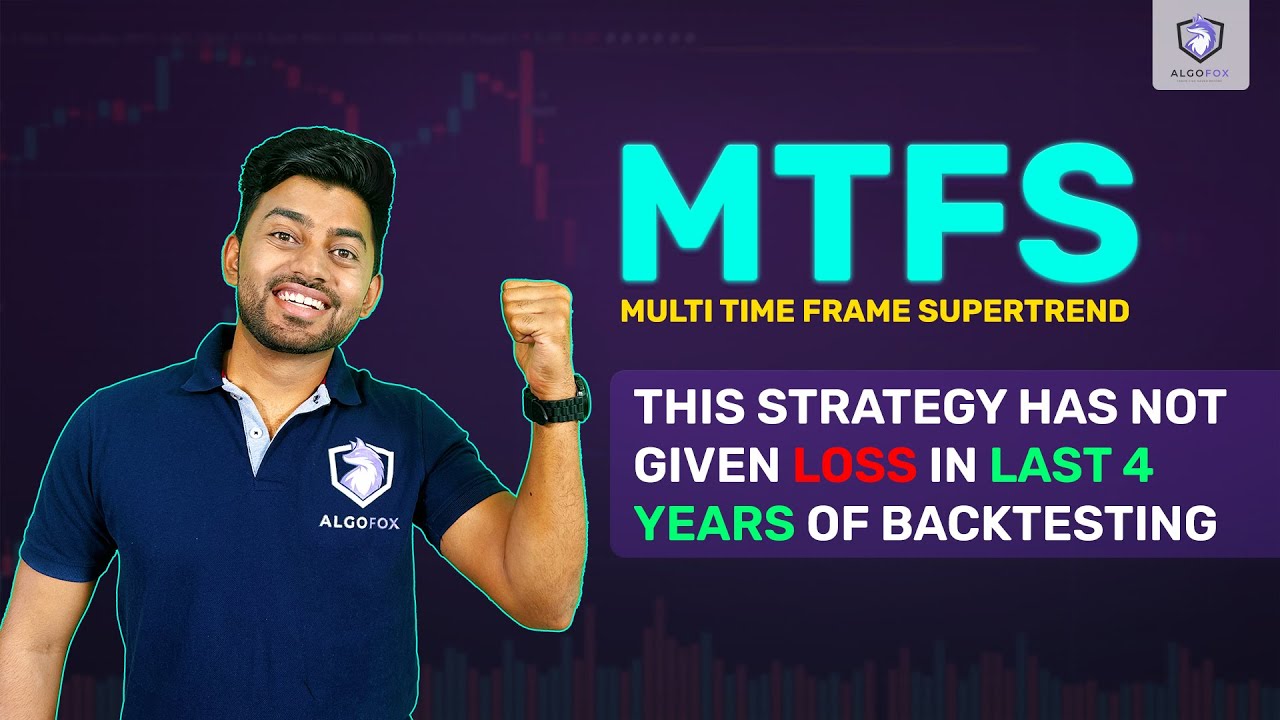 ALGOFOX
MTFS
MULTI TIME FRAME SUPERTREND
THIS STRATEGY HAS NOT
GIVEN LOSS IN LAST 4
YEARS OF BACKTESTING
ALGOFOX